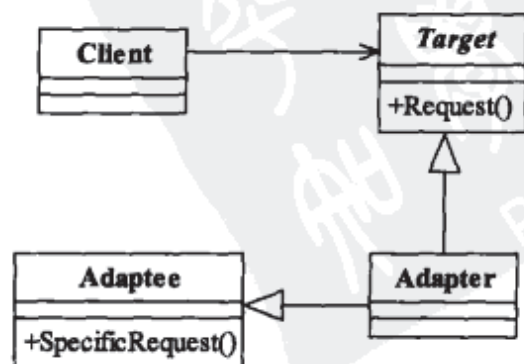 Client
Target
+Request()
Adaptee
Adapter
+SpecificRequest()